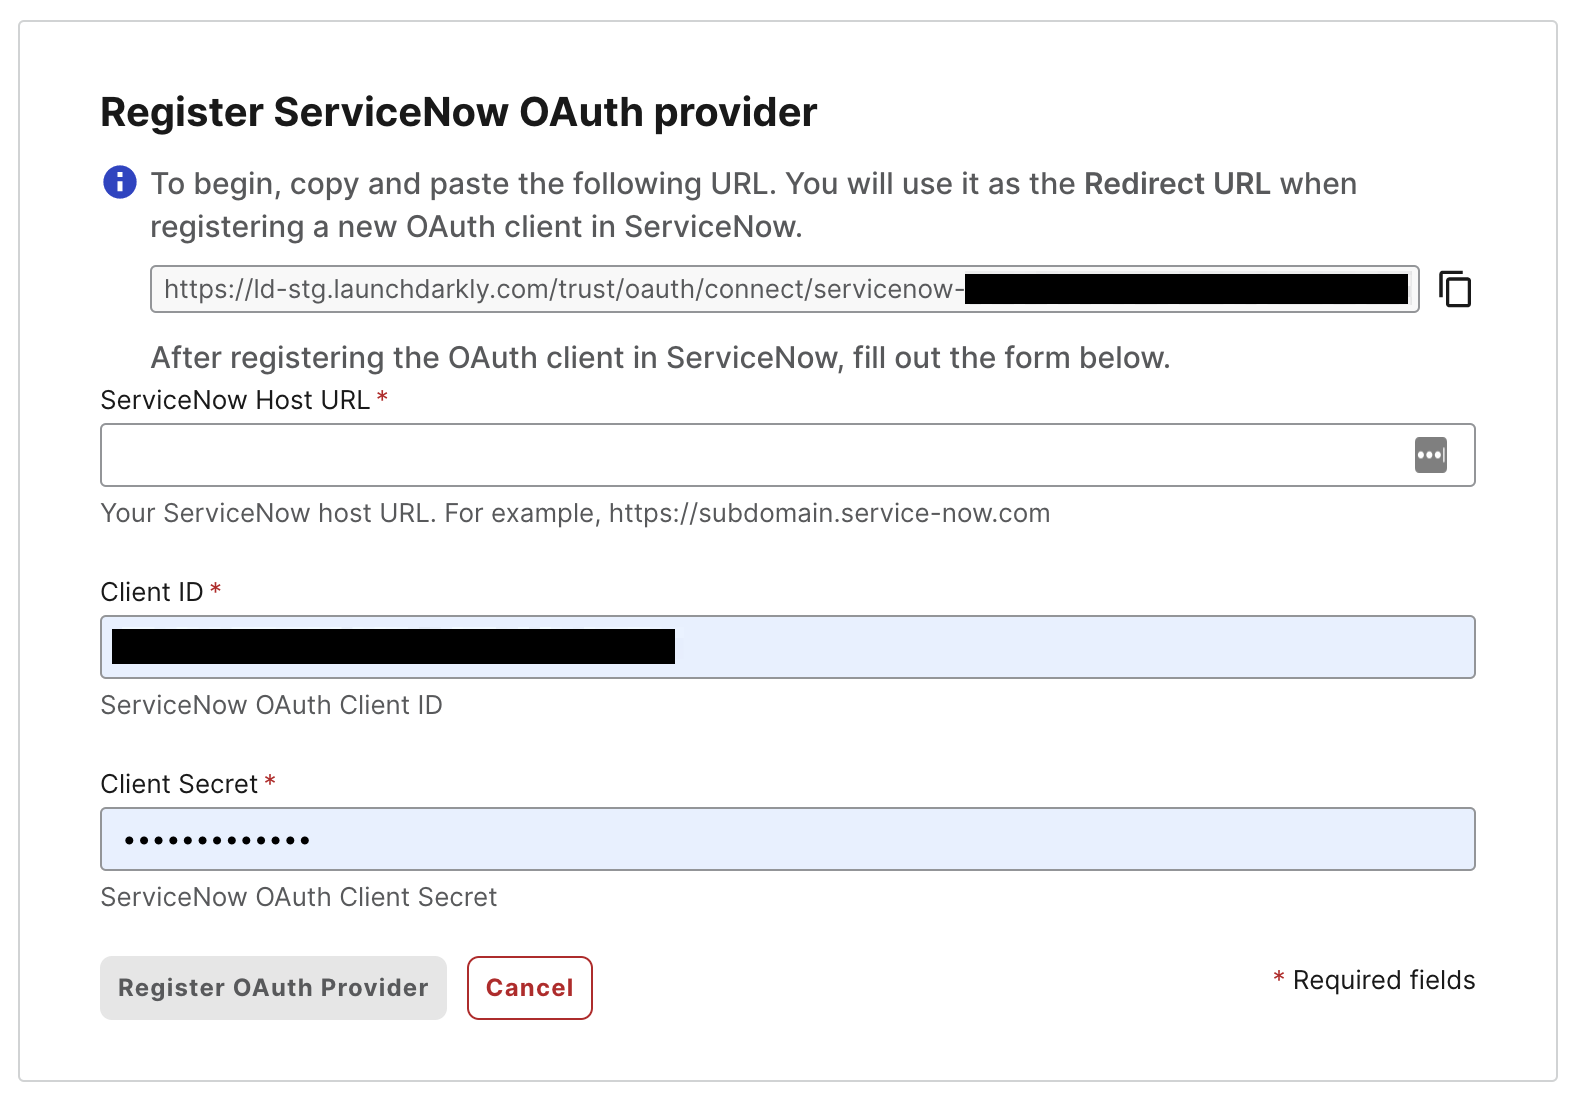 Register ServiceNow OAuth provider
To begin, copy and paste the following URL. You will use it as the Redirect URL when
registering a new OAuth client in ServiceNow.
https://ld-stg.launchdarkly.com/trust/oauth/connect/servicenow-
After registering the OAuth client in ServiceNow, fill out the form below.
ServiceNow Host URL *
Your ServiceNow host URL. For example, https://subdomain.service-now.com
Client ID *
ServiceNow OAuth Client ID
Client Secret *
•••••••••••••
ServiceNow OAuth Client Secret
Register OAuth Provider Cancel * Required fields